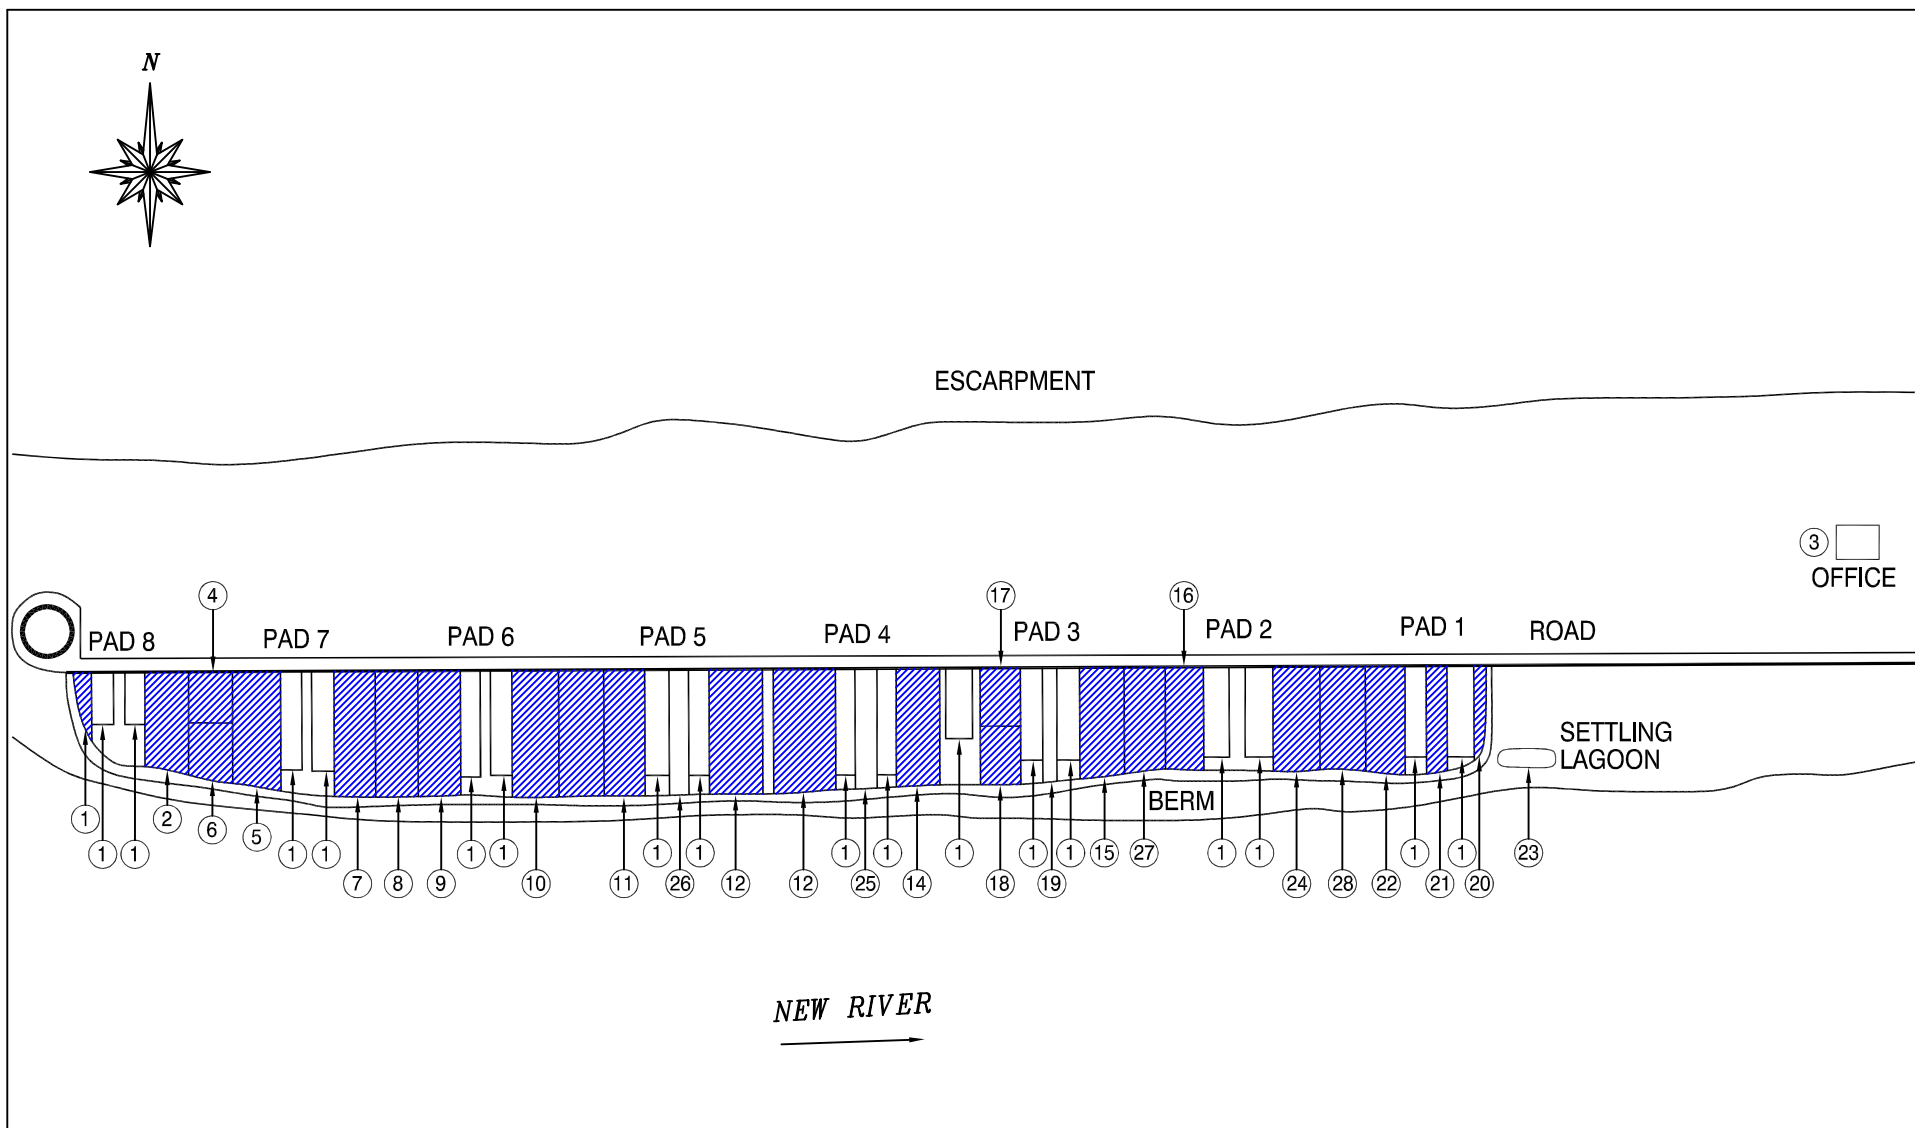 N
ESCARPMENT
3
OFFICE
4
17
16
PAD 8
PAD 7
PAD 6
PAD 5
PAD 4
PAD 3
PAD 2
PAD 1
ROAD
SETTLING
LAGOON
BERM
1
1
1
2
6
5
1
1
7
8
9
1
1
10
11
1
26
1
12
12
1
25
1
14
1
18
1
19
1
15
27
1
1
24
28
22
1
21
1
20
23
NEW RIVER